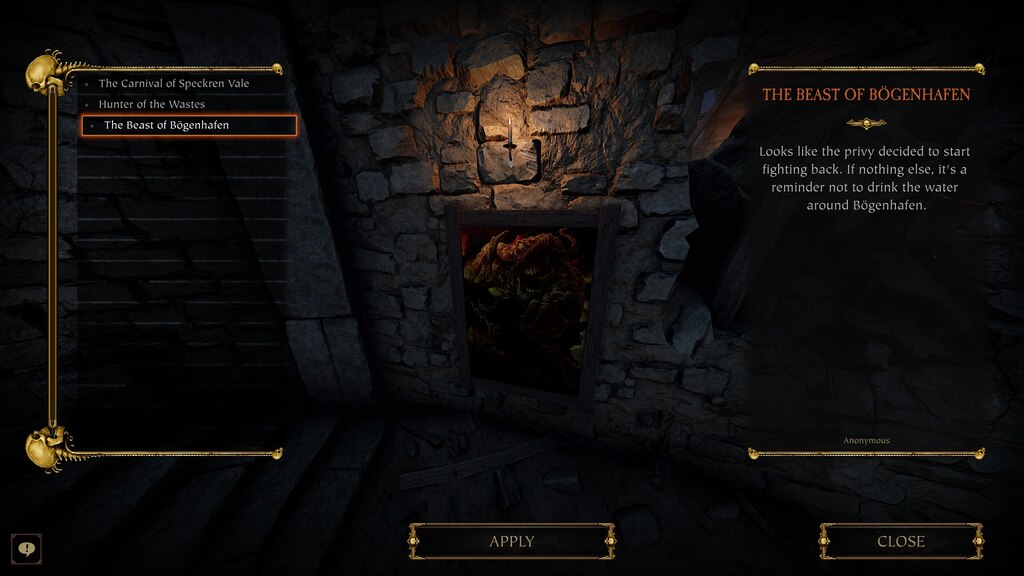 The Carnival of Speckren Vale
Hunter of the Wastes
The Beast of Bögenhafen
THE BEAST OF BÖGENHAFEN
Looks like the privy decided to start
fighting back. If nothing else, it's a
reminder not to drink the water
around Bögenhafen.
Anonymous
APPLY
CLOSE